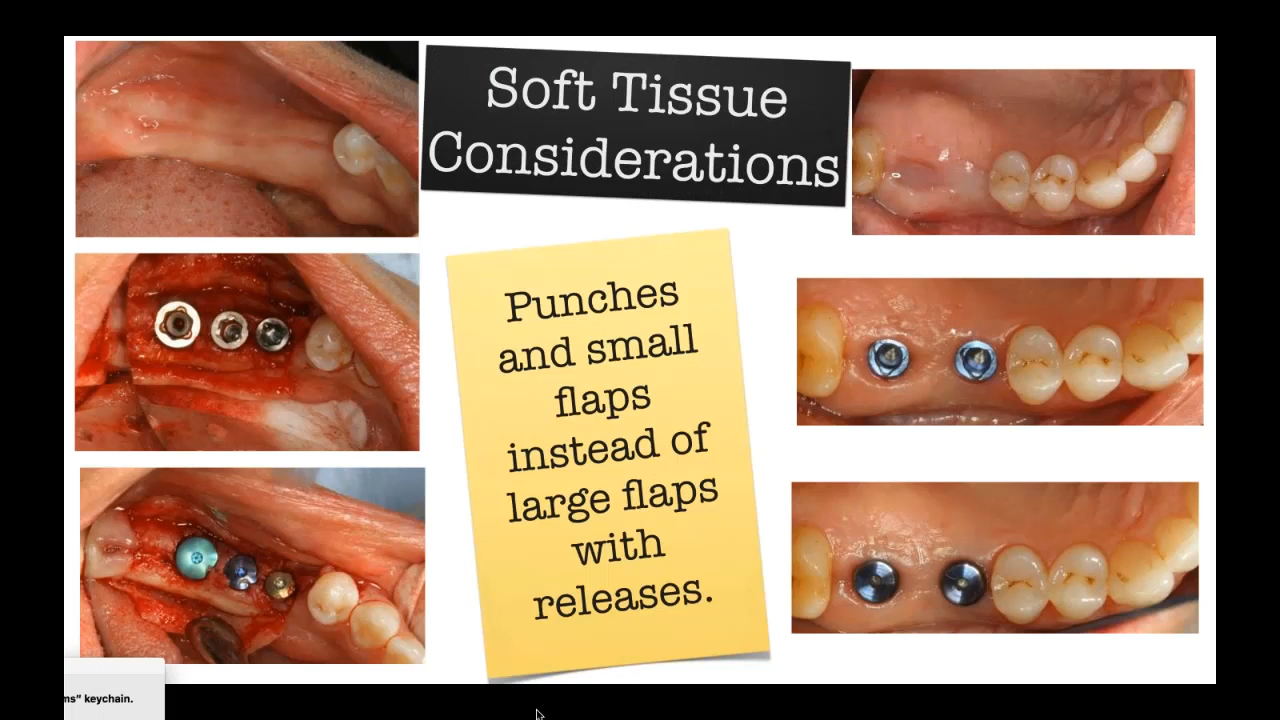 Soft Tissue
Considerations
Punches
and small
flaps
instead of
large flaps
with
releases.
keychain.